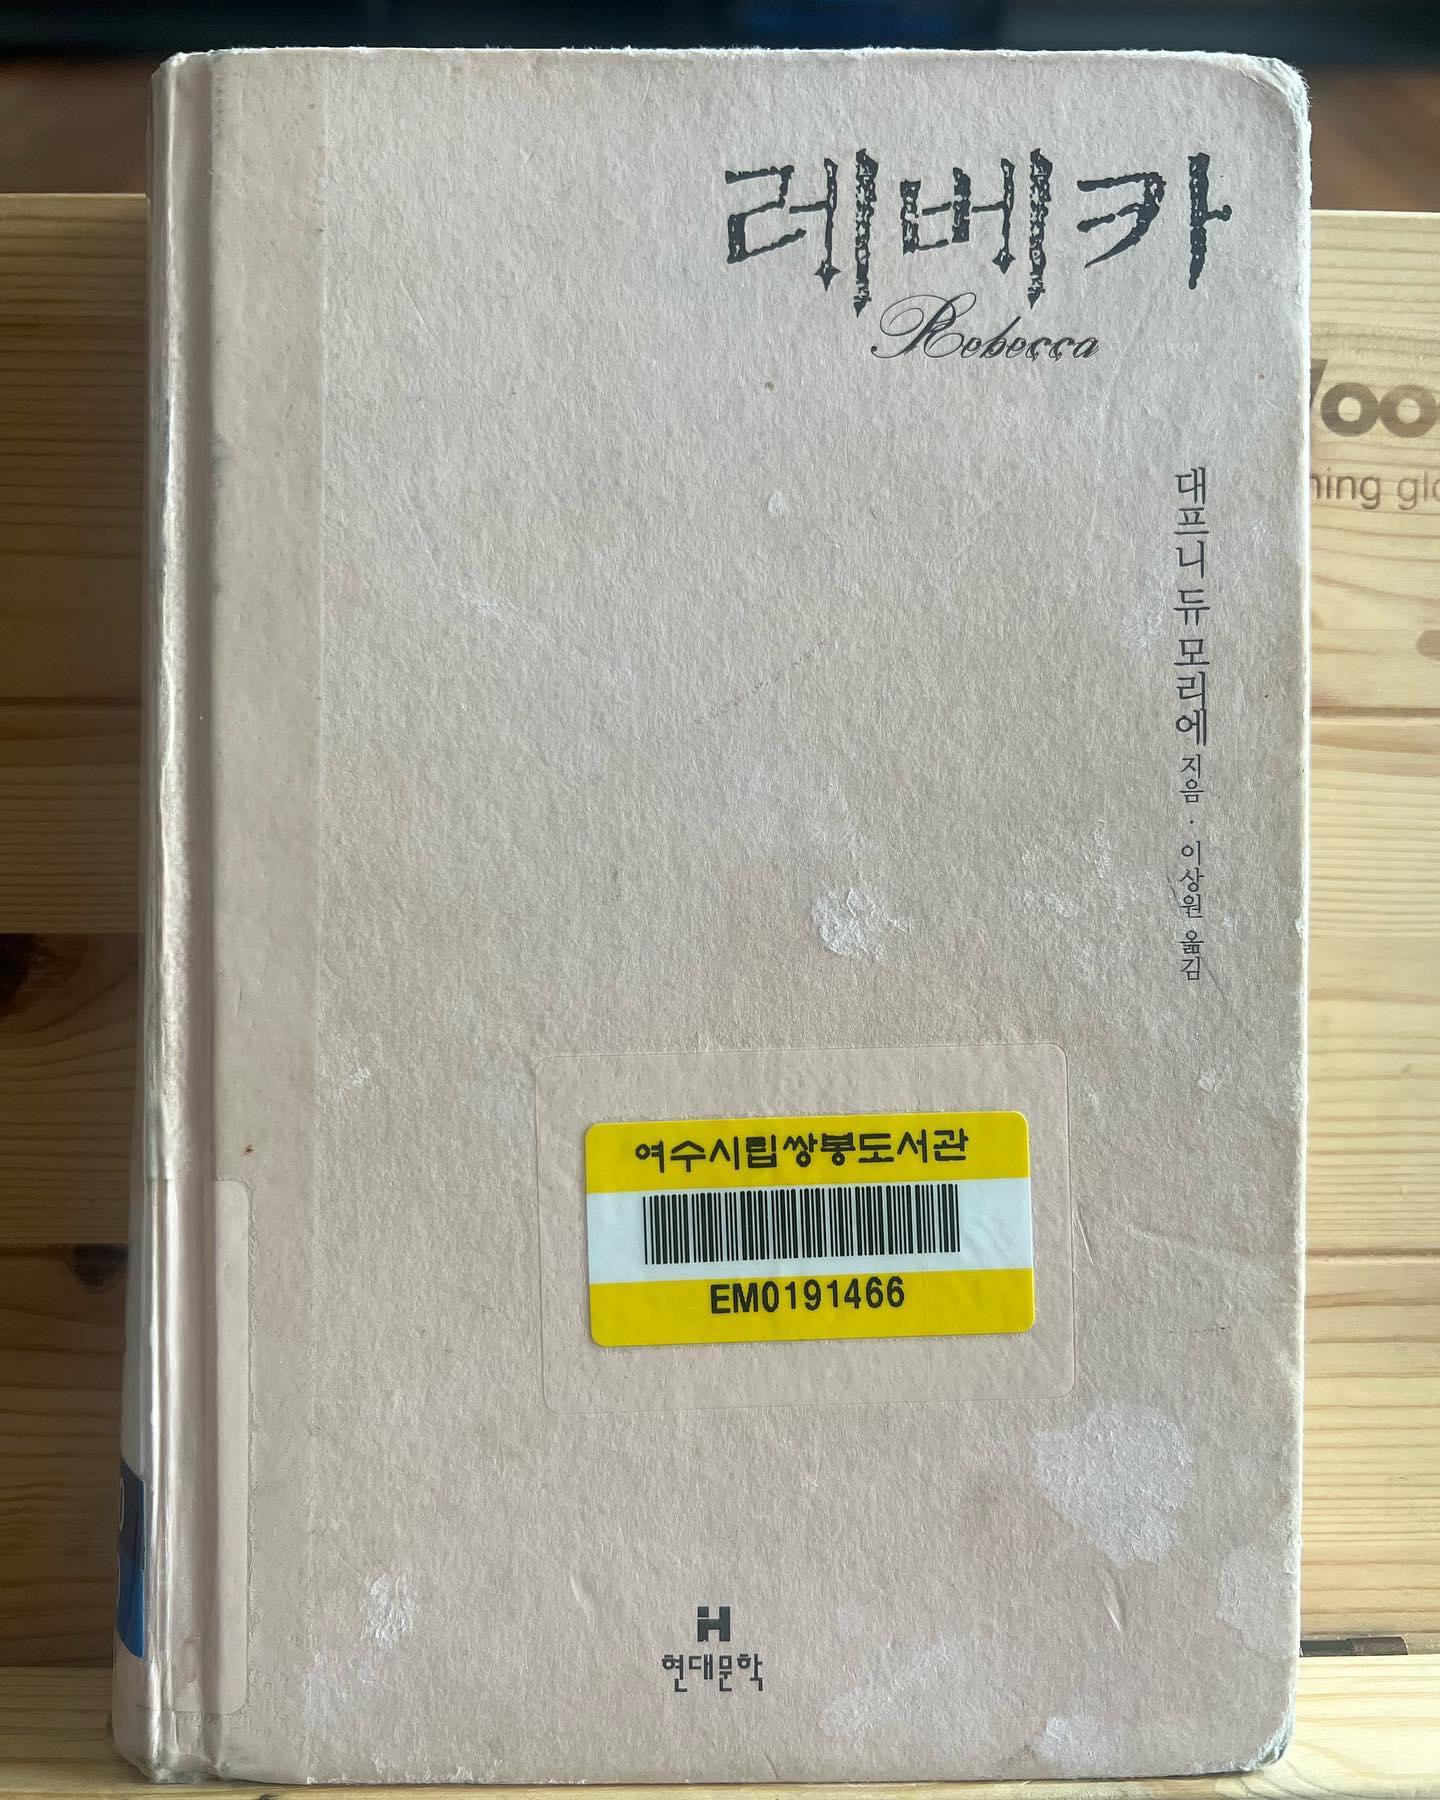 레베카
Rebecca
대프니 듀 모리에 지음 · 이상원 옮김
여수시립쌍봉도서관
EM0191466
H
현대문학